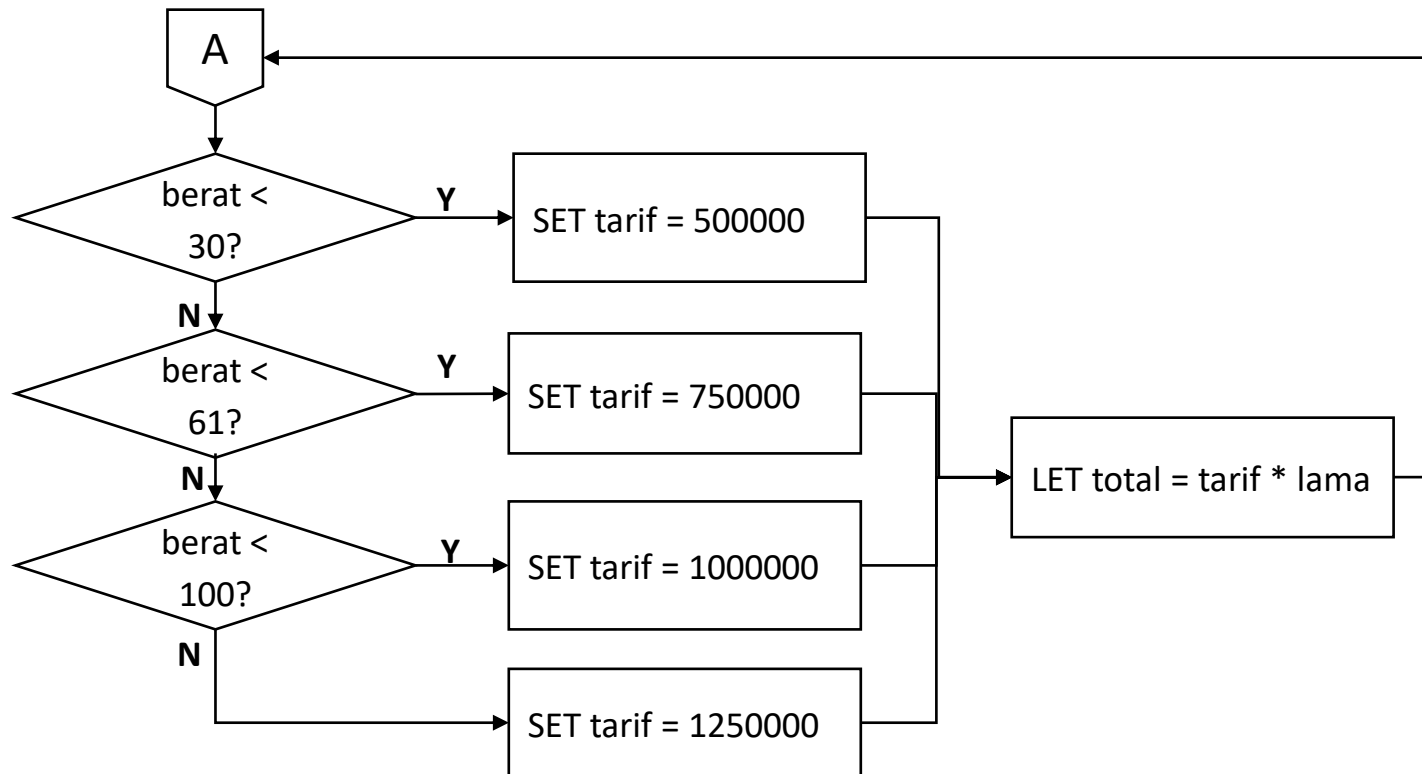 A
berat <
30?
Y
SET tarif = 500000
N
berat <
61?
Y
SET tarif = 750000
N
berat <
100?
Y
SET tarif = 1000000
LET total = tarif * lama
N
SET tarif = 1250000